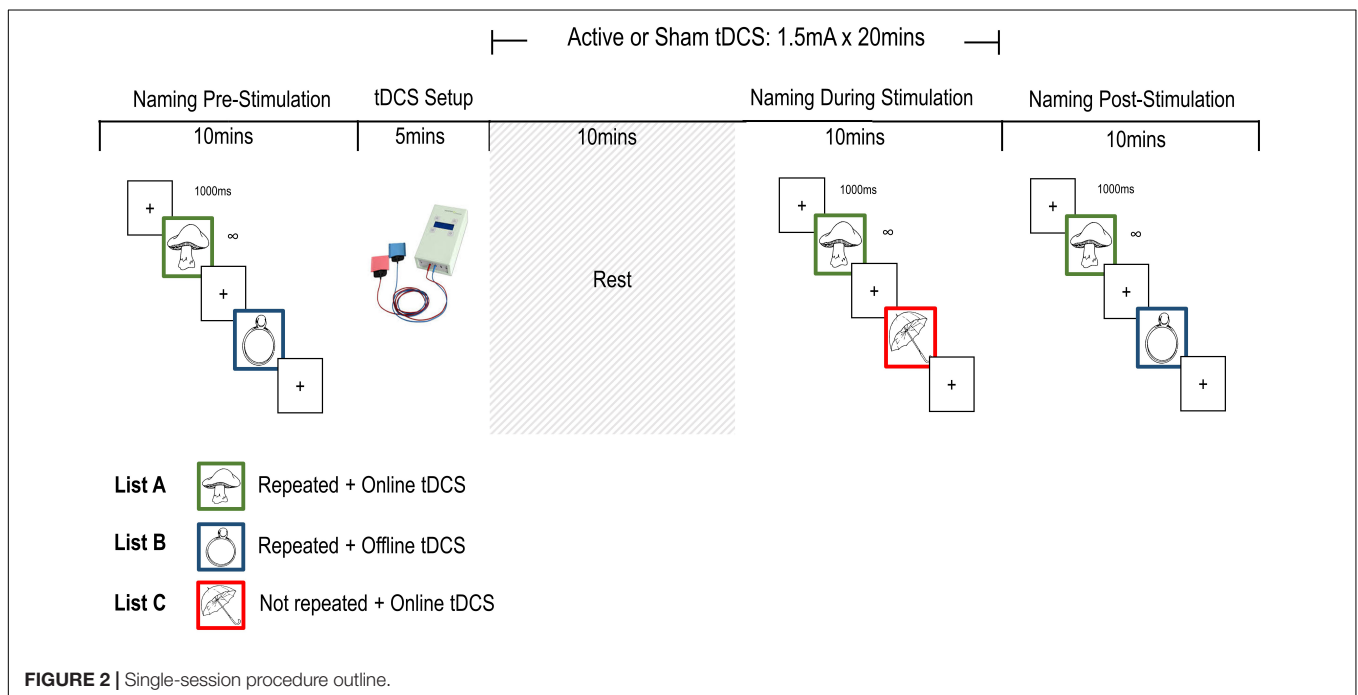 Active or Sham tDCS: 1.5mA x 20mins
Naming Pre-Stimulation
tDCS Setup
Naming During Stimulation
Naming Post-Stimulation
10mins
5mins
10mins
10mins
10mins
+
1000ms
∞
+
+
Rest
+
1000ms
∞
+
+
+
1000ms
∞
+
+
List A Repeated + Online tDCS
List B Repeated + Offline tDCS
List C Not repeated + Online tDCS
FIGURE 2 | Single-session procedure outline.